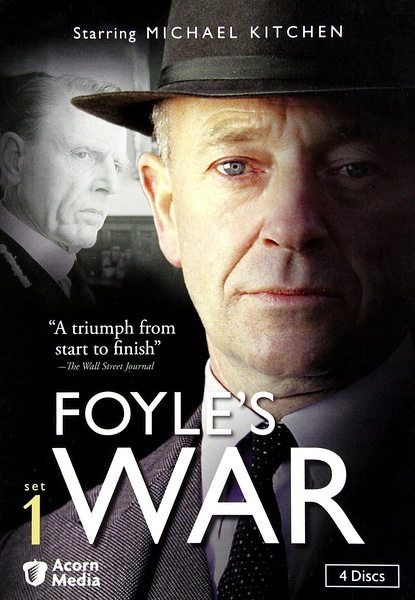 Starring MICHAEL KITCHEN
“A triumph from
start to finish”
—The Wall Street Journal
FOYLE'S
WAR
set
1
Acorn
Media
4 Discs